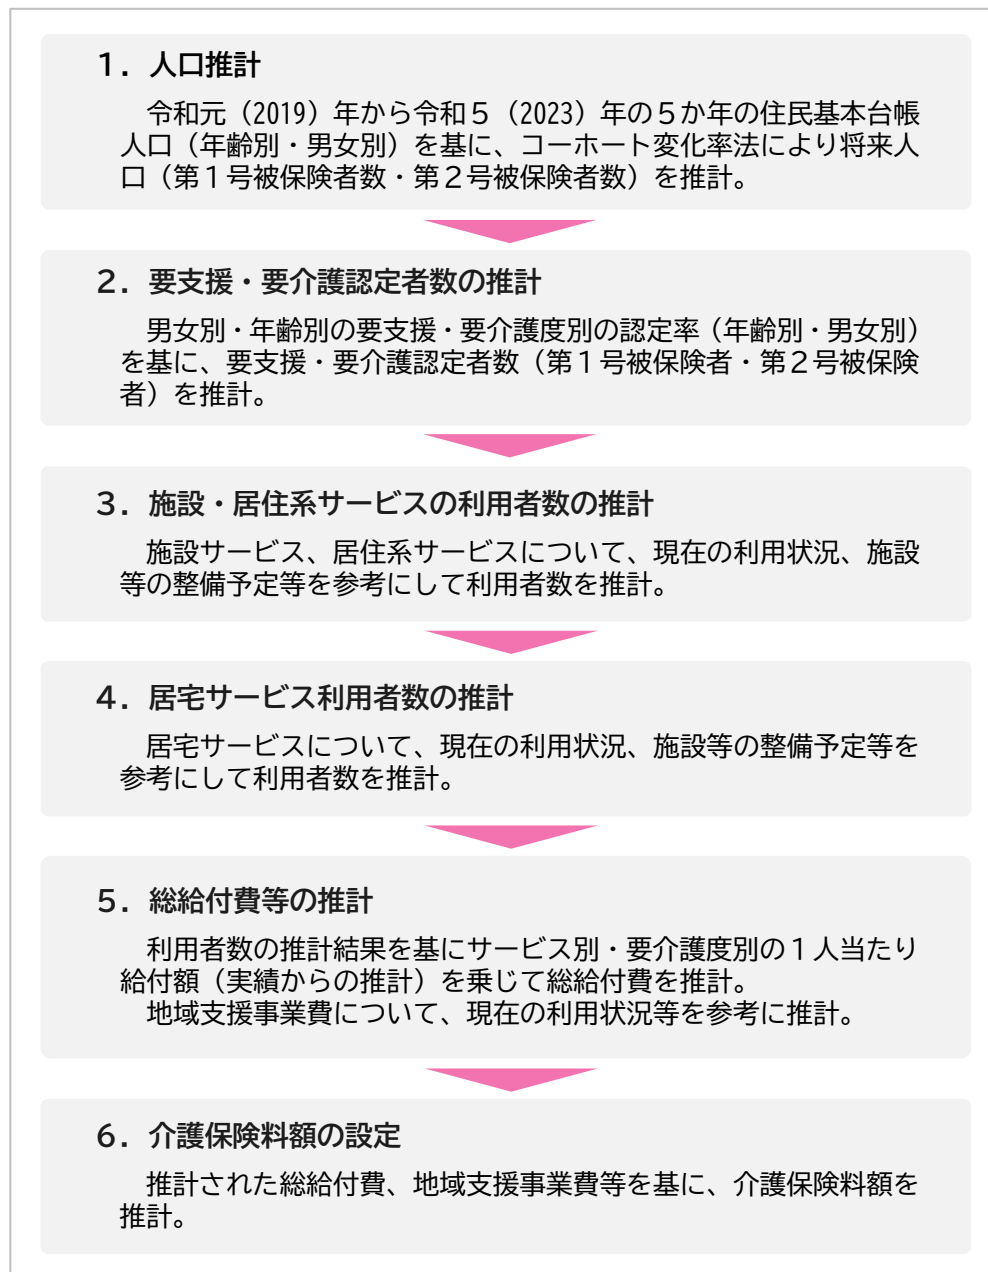 １．人口推計
令和元（2019）年から令和５（2023）年の５か年の住民基本台帳
人口（年齢別・男女別）を基に、コーホート変化率法により将来人
口（第１号被保険者数・第２号被保険者数）を推計。
２．要支援・要介護認定者数の推計
男女別・年齢別の要支援・要介護度別の認定率（年齢別・男女別）
を基に、要支援・要介護認定者数（第１号被保険者・第２号被保険
者）を推計。
３．施設・居住系サービスの利用者数の推計
施設サービス、居住系サービスについて、現在の利用状況、施設
等の整備予定等を参考にして利用者数を推計。
４．居宅サービス利用者数の推計
居宅サービスについて、現在の利用状況、施設等の整備予定等を
参考にして利用者数を推計。
５．総給付費等の推計
利用者数の推計結果を基にサービス別・要介護度別の１人当たり
給付額（実績からの推計）を乗じて総給付費を推計。
地域支援事業費について、現在の利用状況等を参考に推計。
６．介護保険料額の設定
推計された総給付費、地域支援事業費等を基に、介護保険料額を
推計。